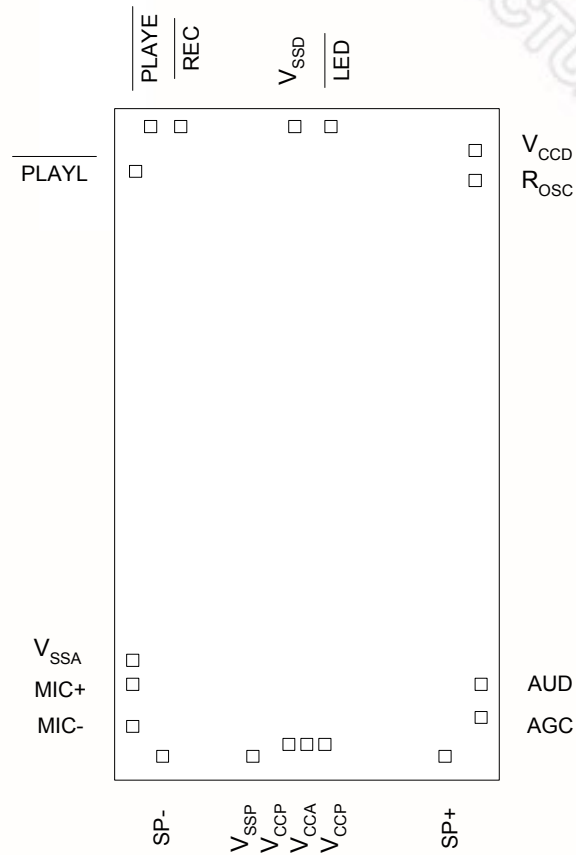 PLAYE
REC
VSSD
LED
PLAYL
VCCD
ROSC
VSSA
MIC+
MIC-
AUD
AGC
SP-
VSSP
VCCP
VCCA
VCCP
SP+